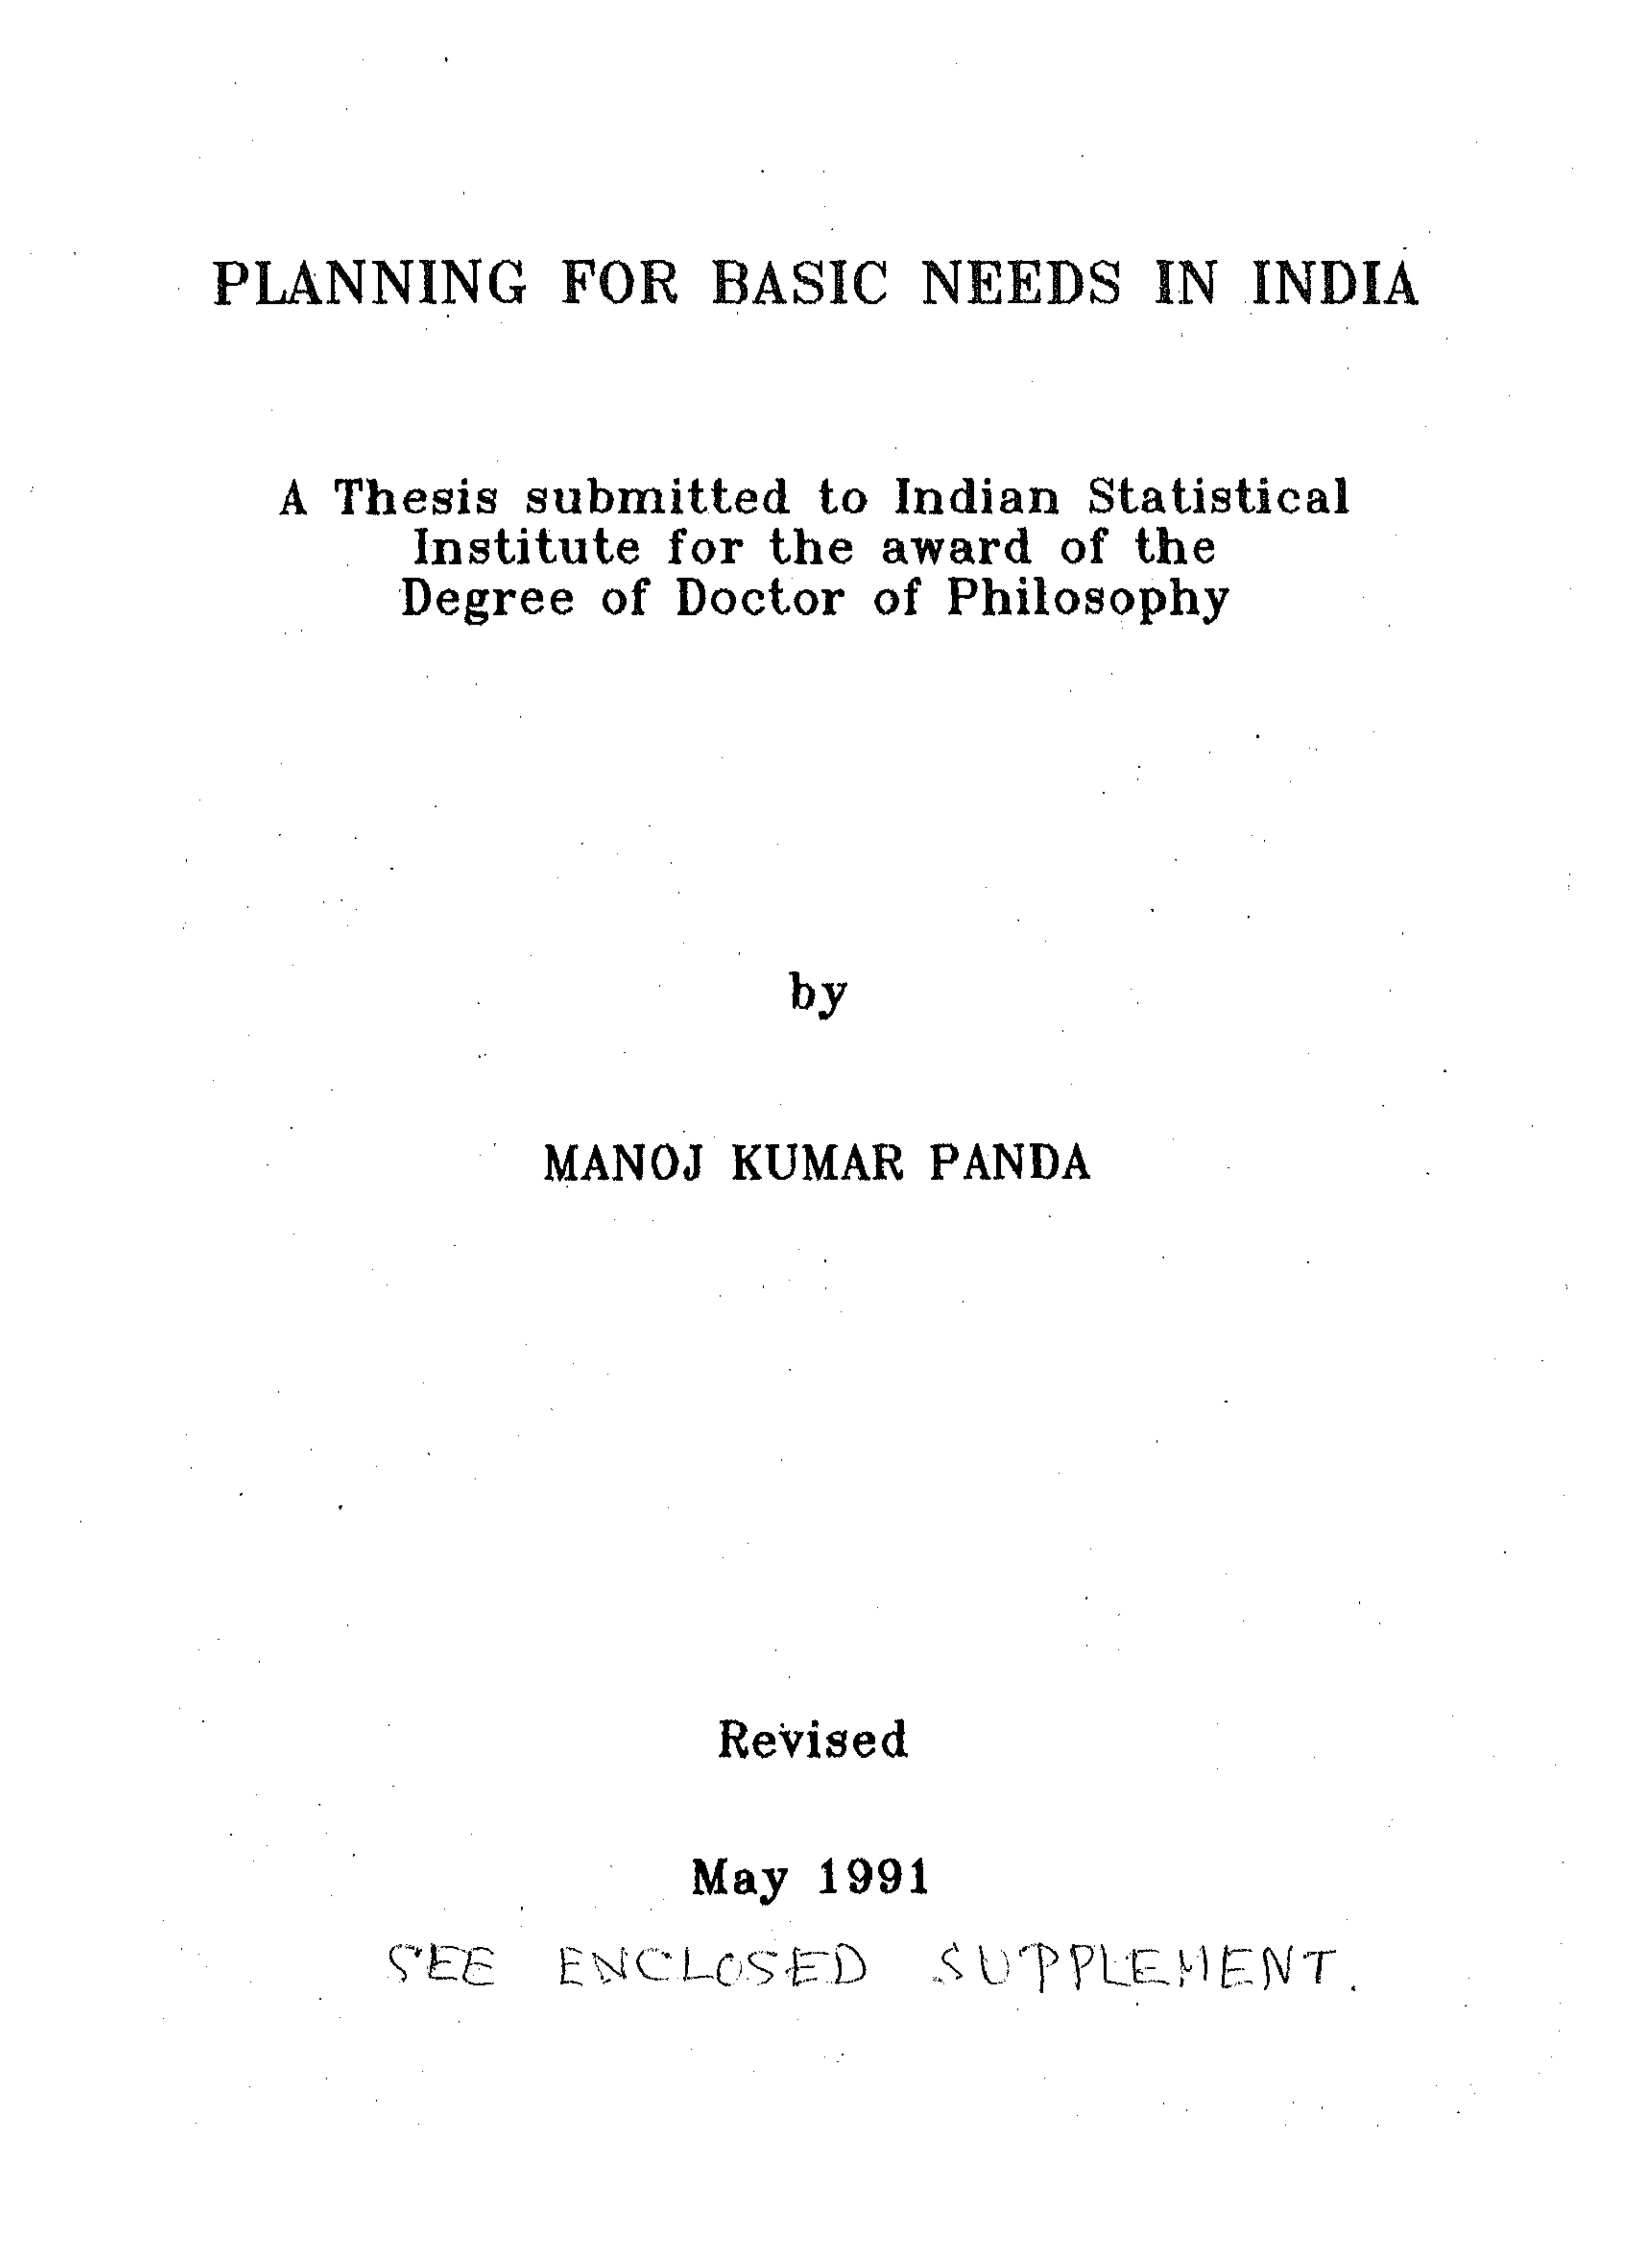 PLANNING FOR BASIC NEEDS IN INDIA
A Thesis submitted to Indian Statistical
Institute for the award of the
Degree of Doctor of Philosophy
by
MANOJ KUMAR PANDA
Revised
May 1991
SEE ENCLOSED SUPPLEMENT.